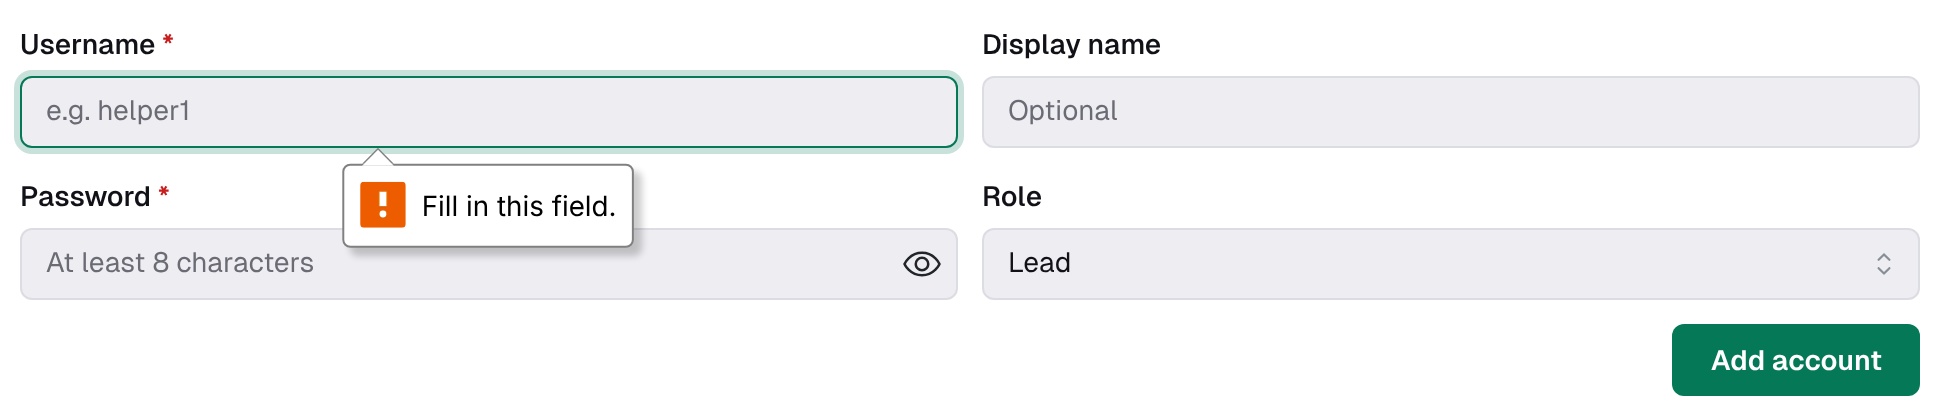 Username *
Display name
e.g. helper1
Optional
Fill in this field.
Password *
Role
At least 8 characters
Lead
Add account